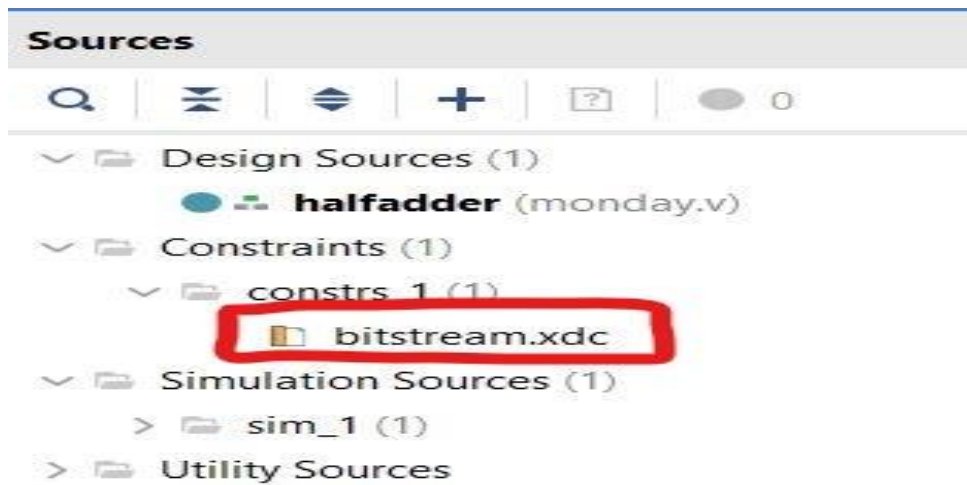 Sources
0
Design Sources (1)
halfadder (monday.v)
Constraints (1)
constrs_1 (1)
bitstream.xdc
Simulation Sources (1)
sim_1 (1)
Utility Sources